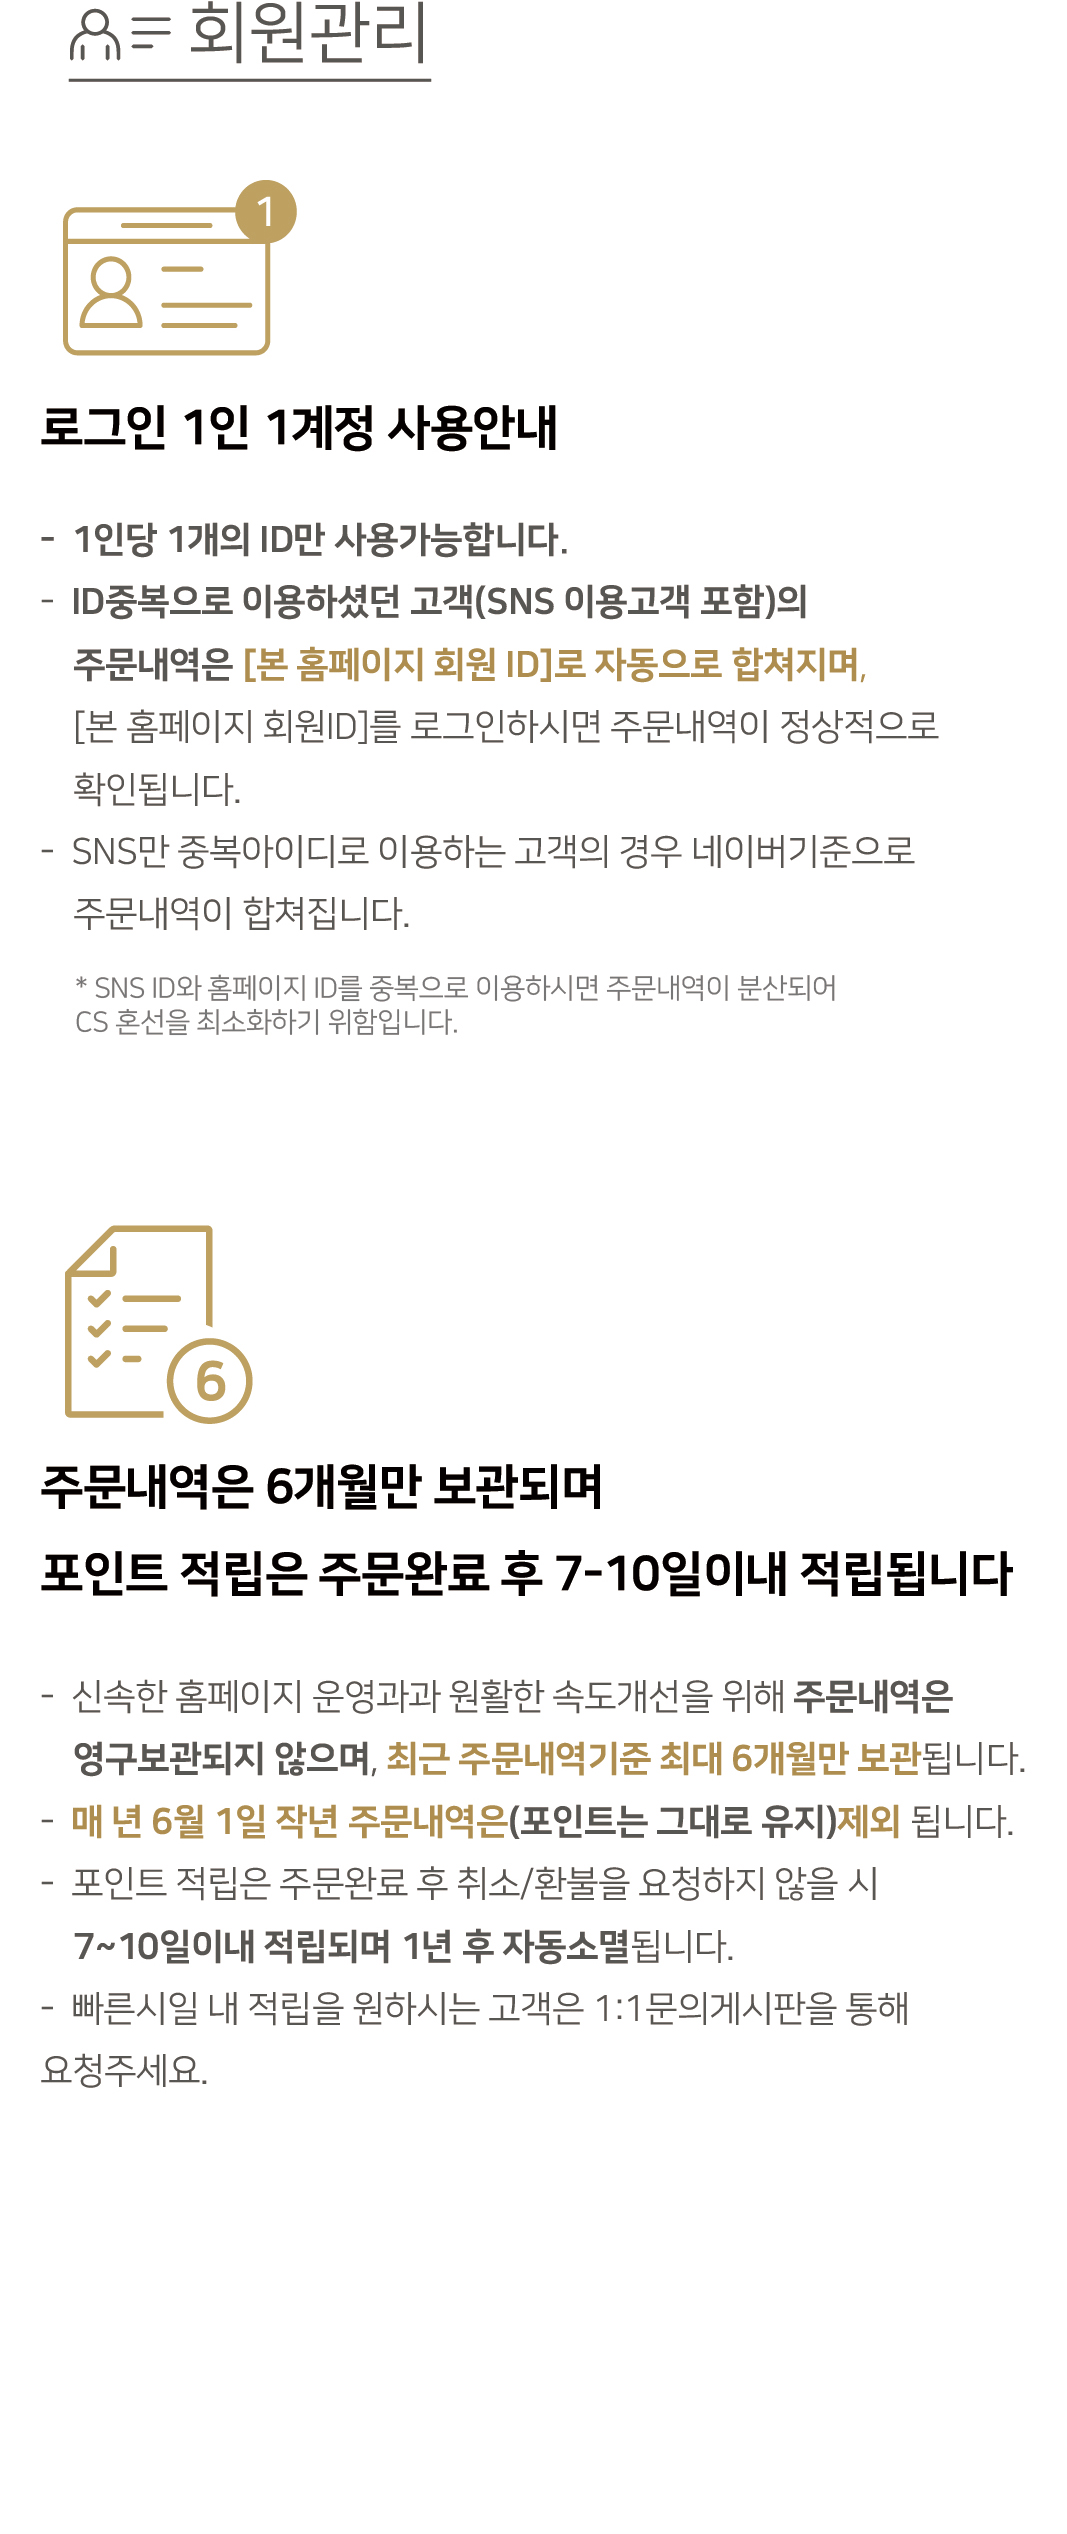 회원관리
1
로그인 1인 1계정 사용안내
- 1인당 1개의 ID만 사용가능합니다.
- ID중복으로 이용하셨던 고객(SNS 이용고객 포함)의
주문내역은 [본 홈페이지 회원 ID]로 자동으로 합쳐지며,
[본 홈페이지 회원ID]를 로그인하시면 주문내역이 정상적으로
확인됩니다.
- SNS만 중복아이디로 이용하는 고객의 경우 네이버기준으로
주문내역이 합쳐집니다.
* SNS ID와 홈페이지 ID를 중복으로 이용하시면 주문내역이 분산되어
CS 혼선을 최소화하기 위함입니다.
6
주문내역은 6개월만 보관되며
포인트 적립은 주문완료 후 7-10일이내 적립됩니다
- 신속한 홈페이지 운영과과 원활한 속도개선을 위해 주문내역은
영구보관되지 않으며, 최근 주문내역기준 최대 6개월만 보관됩니다.
- 매 년 6월 1일 작년 주문내역은(포인트는 그대로 유지)제외 됩니다.
- 포인트 적립은 주문완료 후 취소/환불을 요청하지 않을 시
7~10일이내 적립되며 1년 후 자동소멸됩니다.
- 빠른시일 내 적립을 원하시는 고객은 1:1문의게시판을 통해
요청주세요.